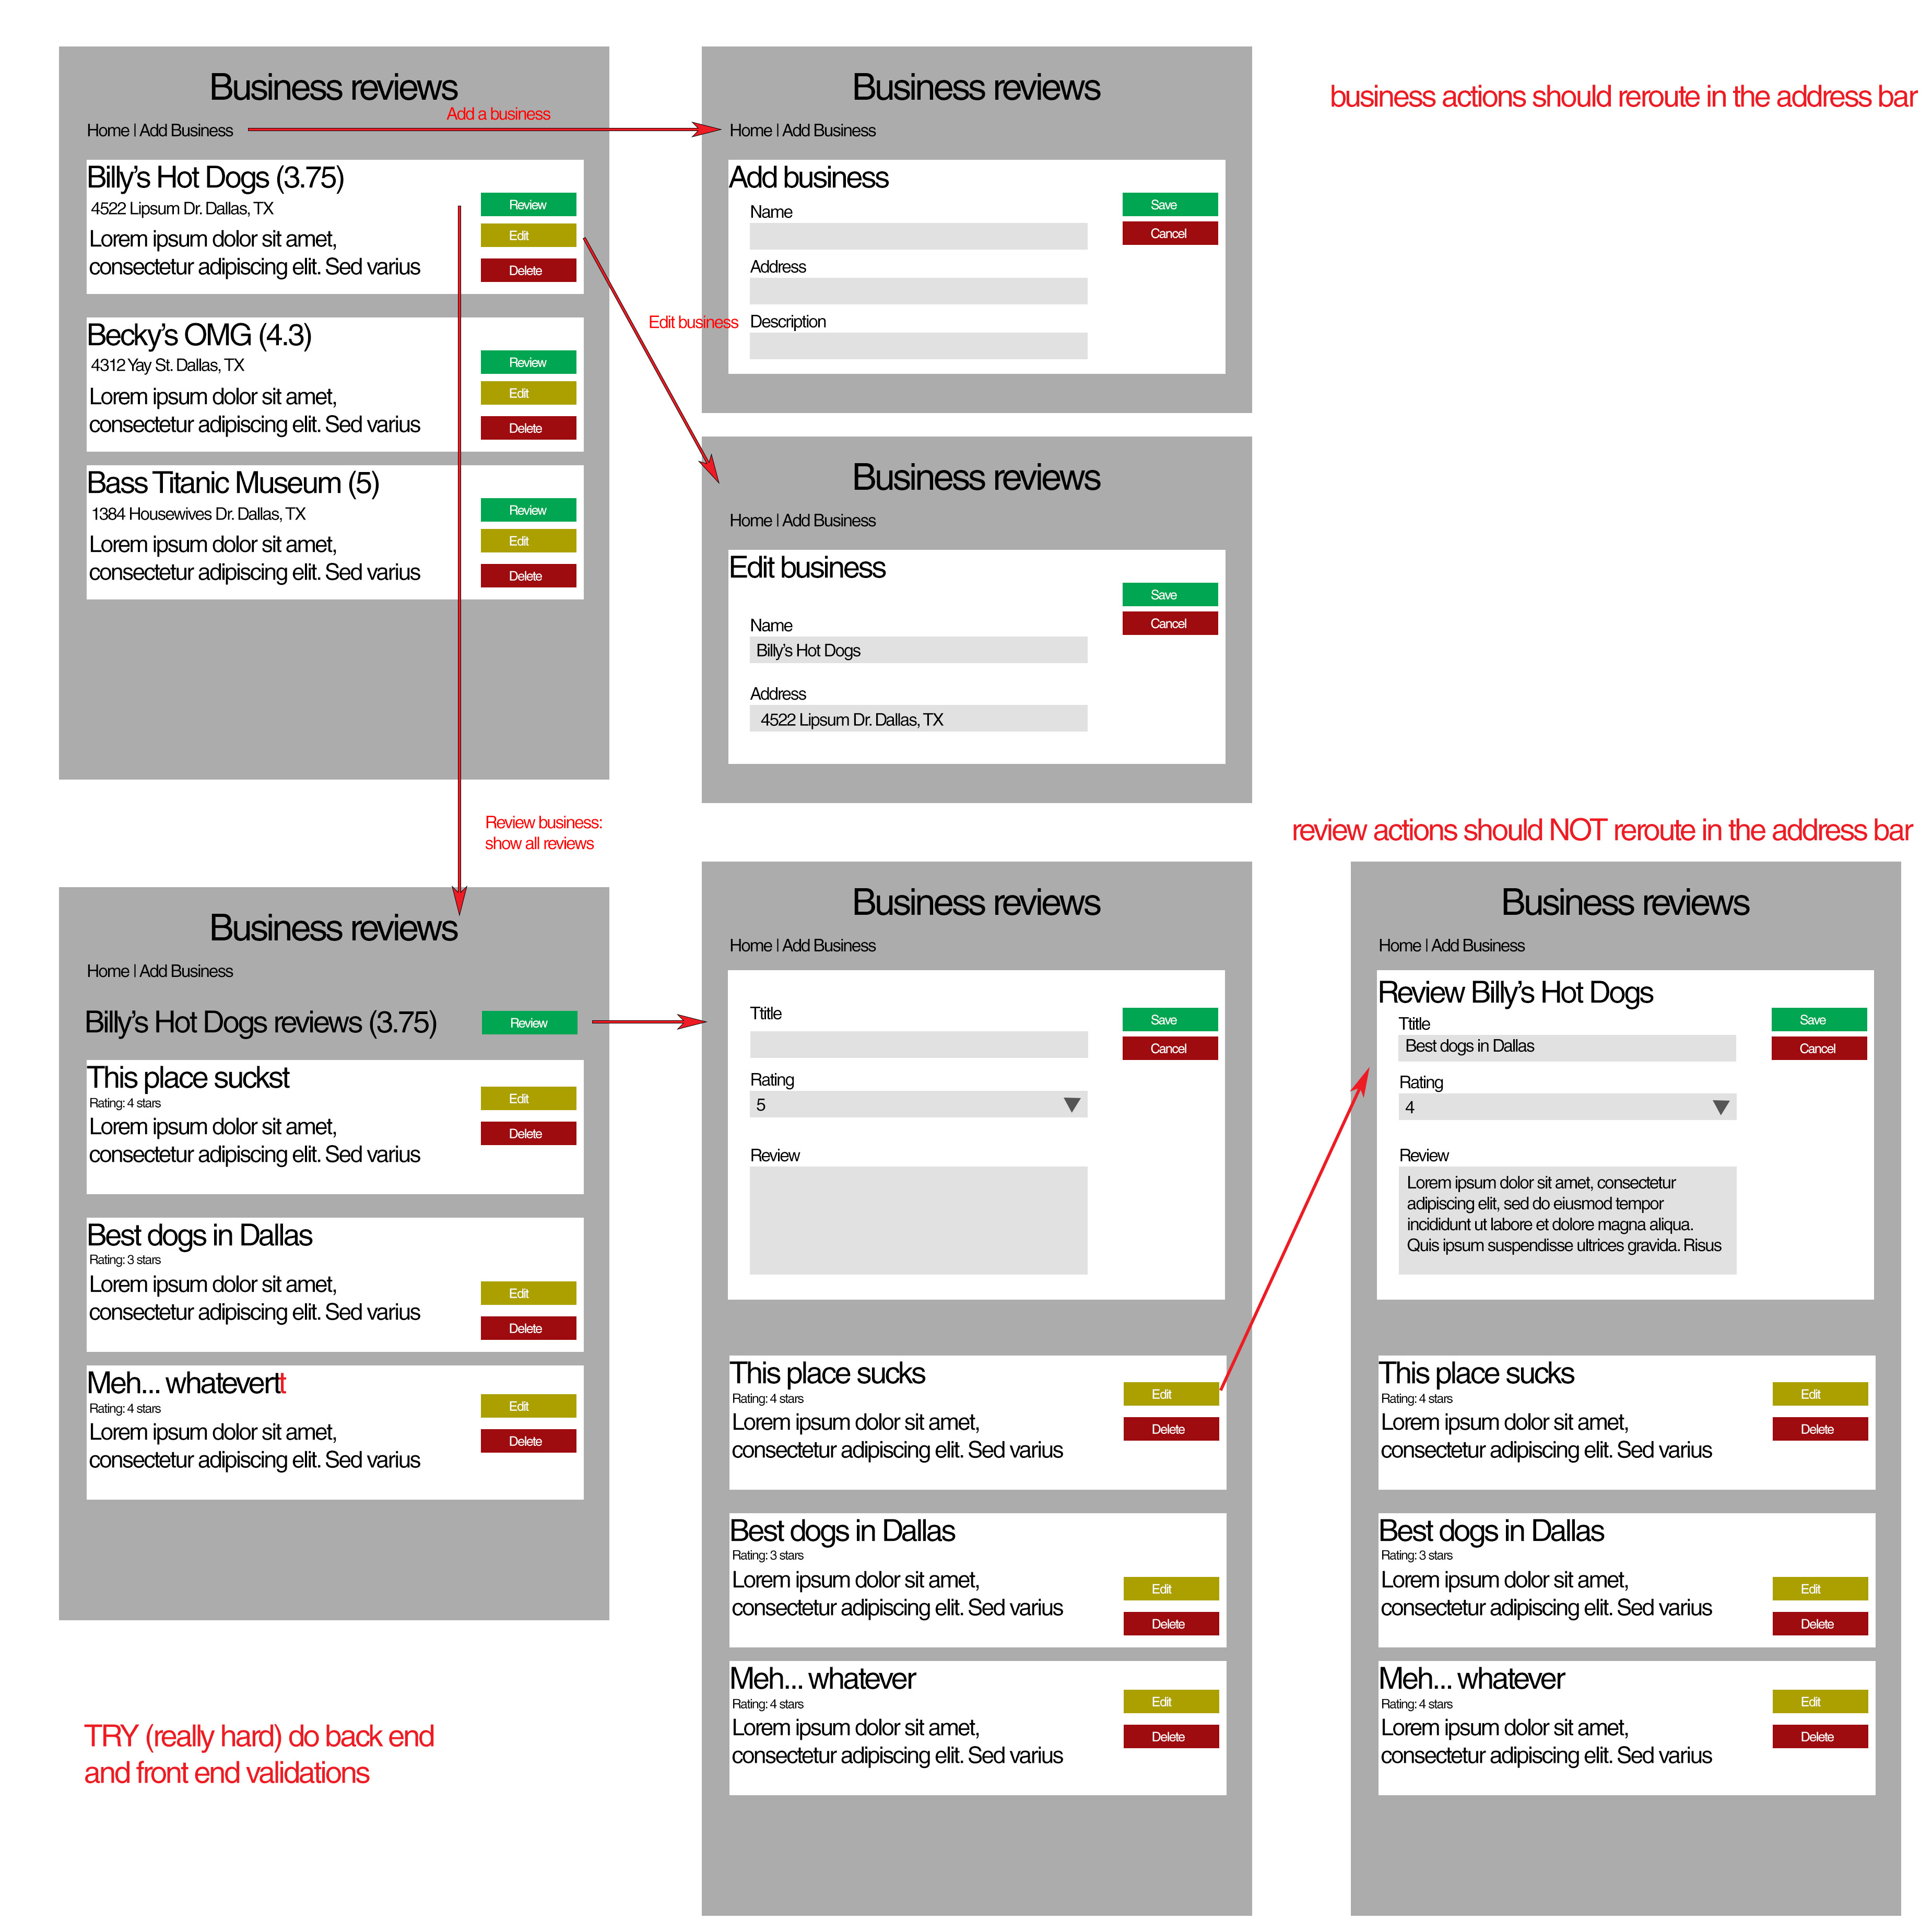 Business reviews
Add a business
Home | Add Business
Billy's Hot Dogs (3.75)
4522 Lipsum Dr. Dallas, TX
Lorem ipsum dolor sit amet,
consectetur adipiscing elit. Sed varius
Review
Edit
Delete
Becky's OMG (4.3)
4312 Yay St. Dallas, TX
Lorem ipsum dolor sit amet,
consectetur adipiscing elit. Sed varius
Review
Edit
Delete
Bass Titanic Museum (5)
1384 Housewives Dr. Dallas, TX
Lorem ipsum dolor sit amet,
consectetur adipiscing elit. Sed varius
Review
Edit
Delete
Business reviews
Home | Add Business
Add business
Name
Address
Description
Save
Cancel
business actions should reroute in the address bar
Edit business
Business reviews
Home | Add Business
Edit business
Name
Billy's Hot Dogs
Address
4522 Lipsum Dr. Dallas, TX
Save
Cancel
Review business:
show all reviews
review actions should NOT reroute in the address bar
Business reviews
Home | Add Business
Billy's Hot Dogs reviews (3.75)
Review
This place suckst
Rating: 4 stars
Lorem ipsum dolor sit amet,
consectetur adipiscing elit. Sed varius
Edit
Delete
Best dogs in Dallas
Rating: 3 stars
Lorem ipsum dolor sit amet,
consectetur adipiscing elit. Sed varius
Edit
Delete
Meh... whatevertt
Rating: 4 stars
Lorem ipsum dolor sit amet,
consectetur adipiscing elit. Sed varius
Edit
Delete
Business reviews
Home | Add Business
Ttitle
Rating
5
Review
Save
Cancel
This place sucks
Rating: 4 stars
Lorem ipsum dolor sit amet,
consectetur adipiscing elit. Sed varius
Edit
Delete
Best dogs in Dallas
Rating: 3 stars
Lorem ipsum dolor sit amet,
consectetur adipiscing elit. Sed varius
Edit
Delete
Meh... whatever
Rating: 4 stars
Lorem ipsum dolor sit amet,
consectetur adipiscing elit. Sed varius
Edit
Delete
Business reviews
Home | Add Business
Review Billy's Hot Dogs
Ttitle
Best dogs in Dallas
Rating
4
Review
Lorem ipsum dolor sit amet, consectetur
adipiscing elit, sed do eiusmod tempor
incididunt ut labore et dolore magna aliqua.
Quis ipsum suspendisse ultrices gravida. Risus
Save
Cancel
This place sucks
Rating: 4 stars
Lorem ipsum dolor sit amet,
consectetur adipiscing elit. Sed varius
Edit
Delete
Best dogs in Dallas
Rating: 3 stars
Lorem ipsum dolor sit amet,
consectetur adipiscing elit. Sed varius
Edit
Delete
Meh... whatever
Rating: 4 stars
Lorem ipsum dolor sit amet,
consectetur adipiscing elit. Sed varius
Edit
Delete
TRY (really hard) do back end
and front end validations